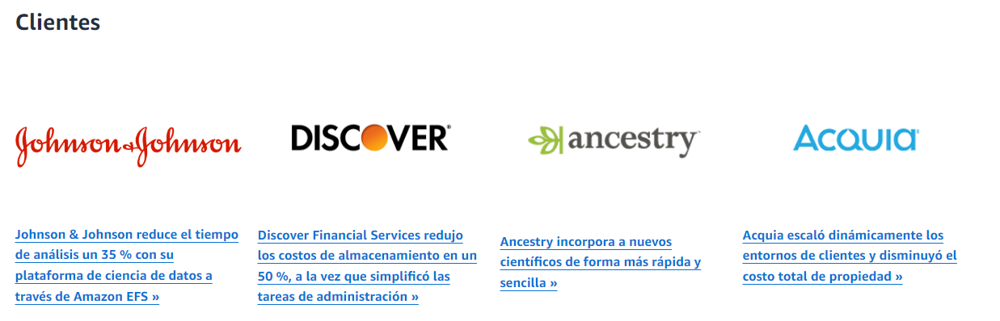 Clientes
Johnson & Johnson
DISCOVER®
ancestry™
ACQUIA®
Johnson & Johnson reduce el tiempo
de análisis un 35 % con su
plataforma de ciencia de datos a
través de Amazon EFS »
Discover Financial Services redujo
los costos de almacenamiento en un
50 %, a la vez que simplificó las
tareas de administración »
Ancestry incorpora a nuevos
científicos de forma más rápida y
sencilla »
Acquia escaló dinámicamente los
entornos de clientes y disminuyó el
costo total de propiedad »